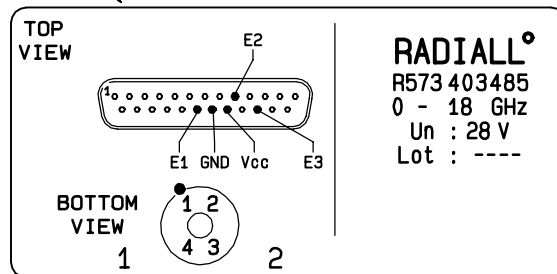 TOP
VIEW
E2
1
E1 GND Vcc E3
BOTTOM
VIEW
1 2
4 3
1 2
RADIALL°
R573 403485
0 - 18 GHz
Un : 28 V
Lot : ----